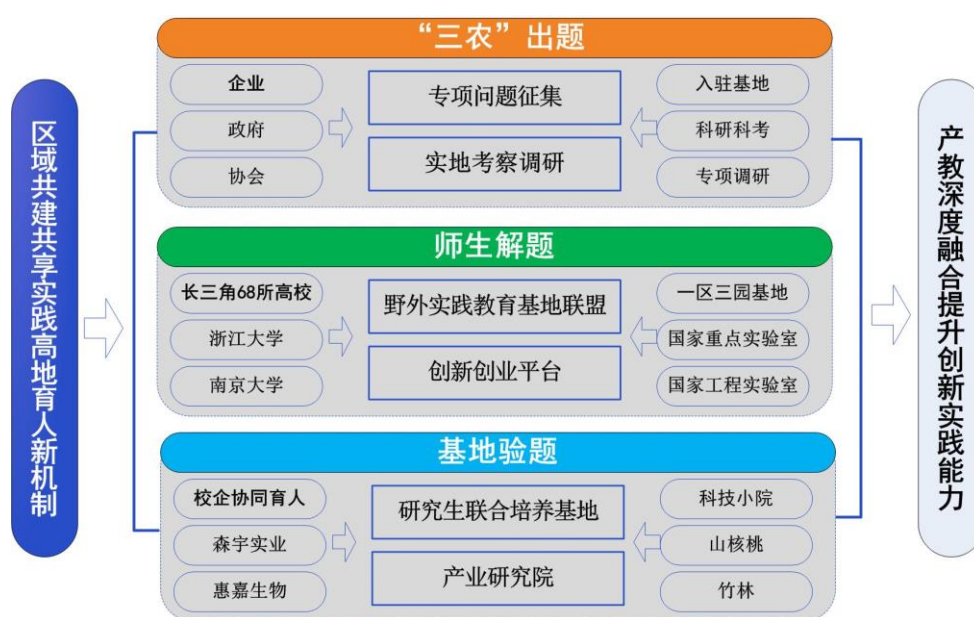 区域共建共享实践高地育人新机制
“三农”出题
企业
政府
协会
专项问题征集
实地考察调研
入驻基地
科研科考
专项调研
师生解题
长三角68所高校
浙江大学
南京大学
野外实践教育基地联盟
创新创业平台
一区三园基地
国家重点实验室
国家工程实验室
基地验题
校企协同育人
森宇实业
惠嘉生物
研究生联合培养基地
产业研究院
科技小院
山核桃
竹林
产教深度融合提升创新实践能力